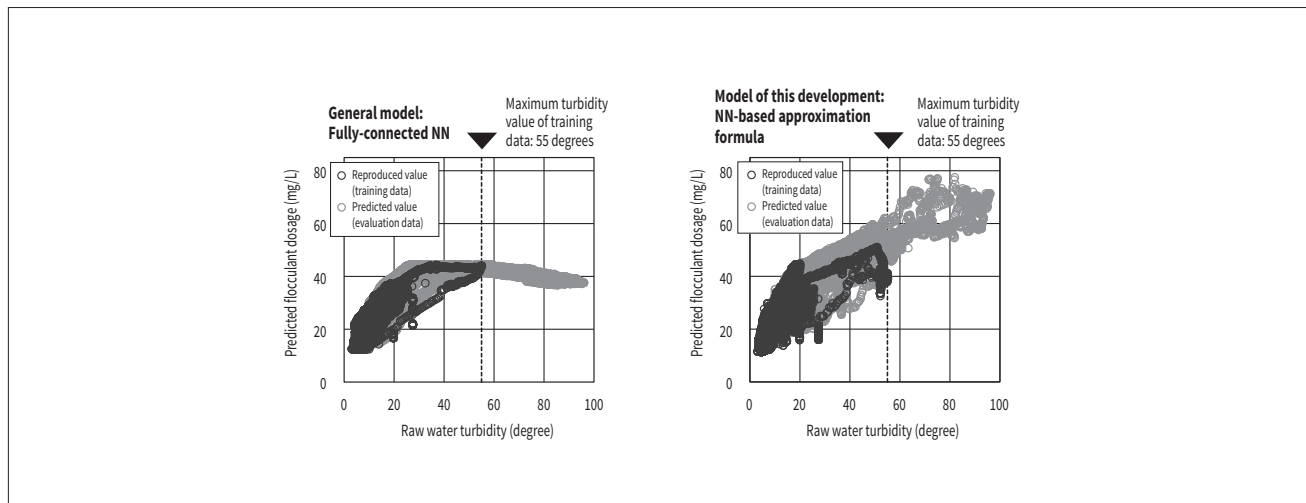 General model:
Fully-connected NN
Maximum turbidity
value of training
data: 55 degrees
Reproduced value
(training data)
Predicted value
(evaluation data)
Predicted flocculant dosage (mg/L)
80
60
40
20
0
0 20 40 60 80 100
Raw water turbidity (degree)
Model of this development:
NN-based approximation
formula
Maximum turbidity
value of training
data: 55 degrees
Reproduced value
(training data)
Predicted value
(evaluation data)
Predicted flocculant dosage (mg/L)
80
60
40
20
0
0 20 40 60 80 100
Raw water turbidity (degree)